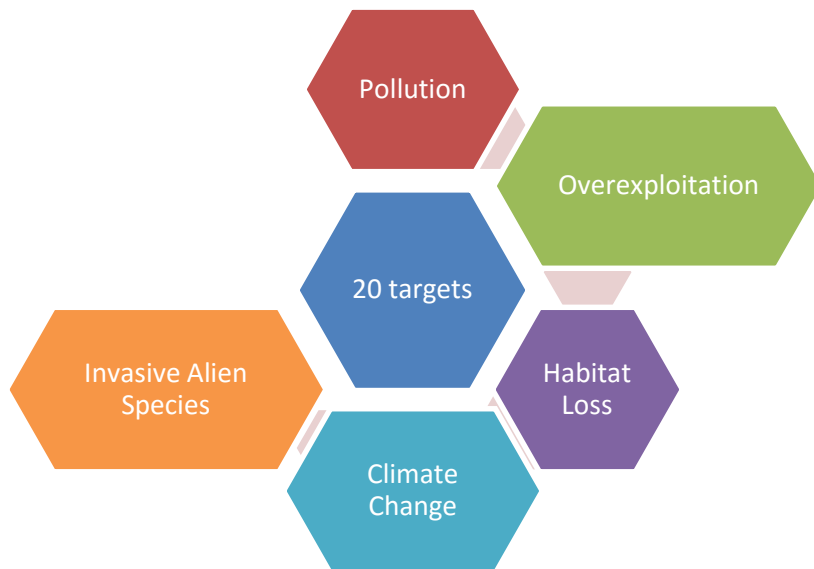 Pollution
Overexploitation
20 targets
Invasive Alien
Species
Habitat
Loss
Climate
Change